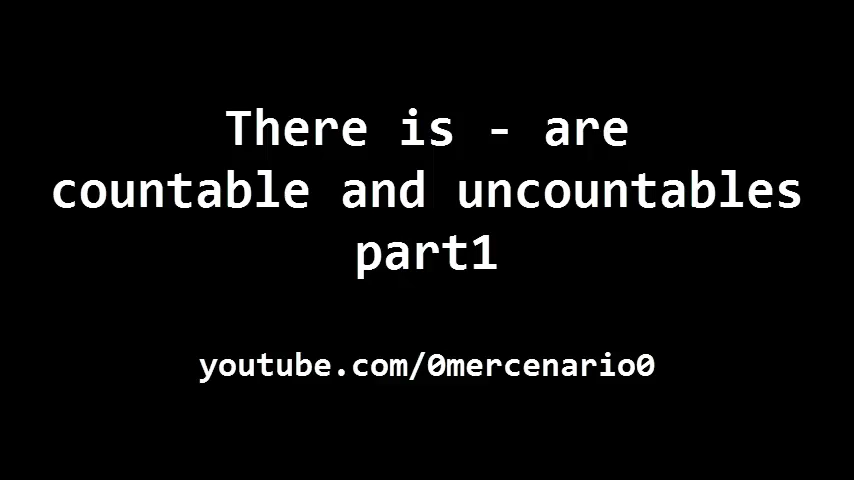 There is - are
countable and uncountables
part1
youtube.com/0mercenario0